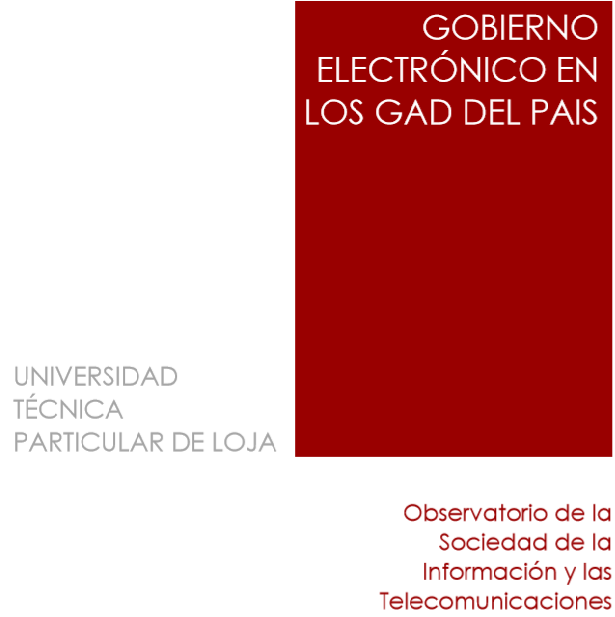 GOBIERNO
ELECTRÓNICO EN
LOS GAD DEL PAIS
UNIVERSIDAD
TÉCNICA
PARTICULAR DE LOJA
Observatorio de la
Sociedad de la
Información y las
Telecomunicaciones